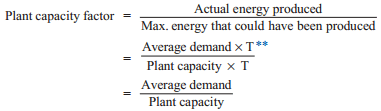 Plant capacity factor = Actual energy produced
Max. energy that could have been produced
= Average demand × T**
Plant capacity × T
= Average demand
Plant capacity